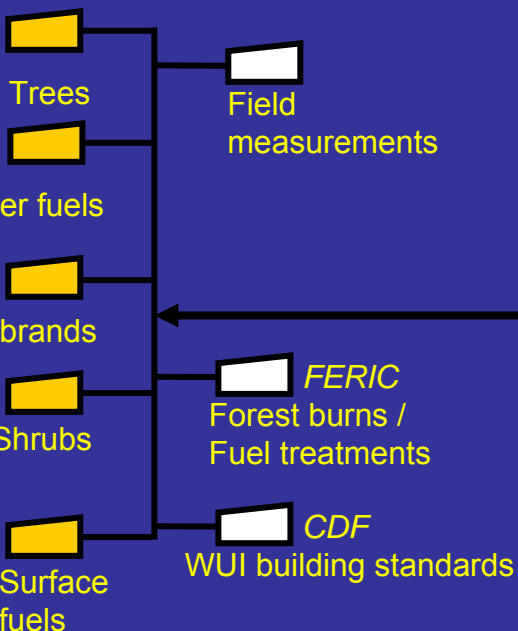 Trees
er fuels
brands
Shrubs
Surface
fuels
Field
measurements
FERIC
Forest burns /
Fuel treatments
CDF
WUI building standards